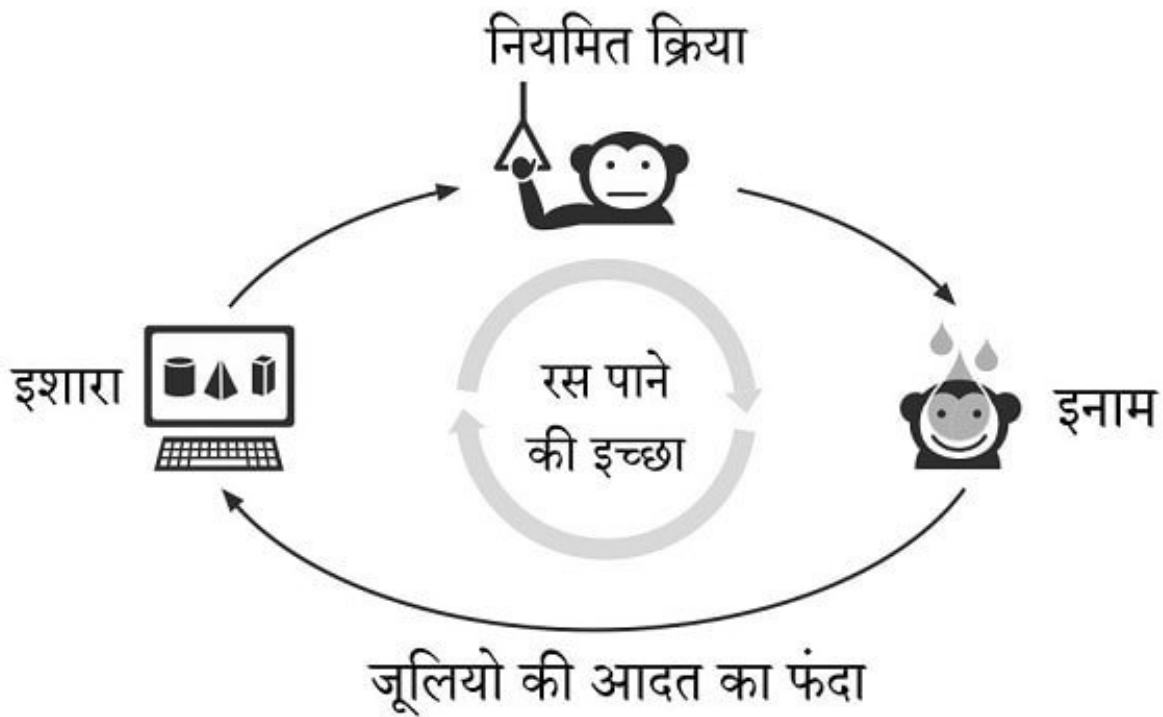 नियमित क्रिया
इशारा
रस पाने
की इच्छा
इनाम
जूलियो की आदत का फंदा